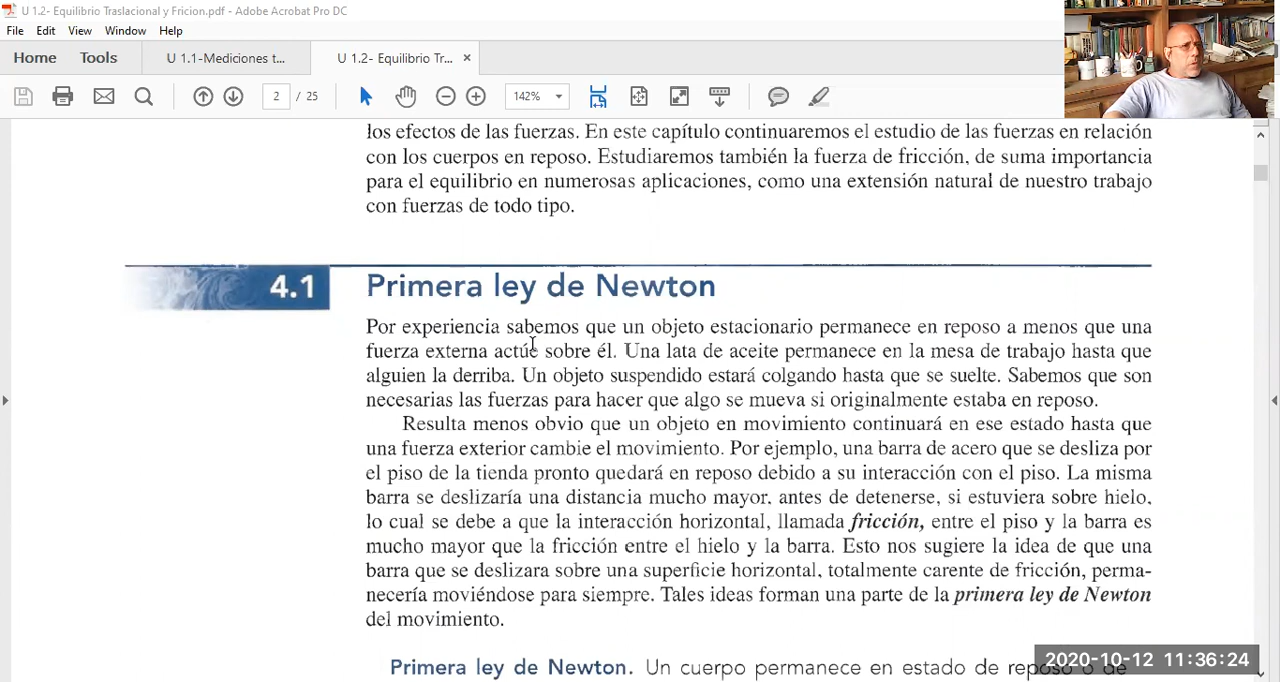 U 1.2- Equilibrio Traslacional y Fricion.pdf - Adobe Acrobat Pro DC
File Edit View Window Help
Home Tools U 1.1-Mediciones t... U 1.2- Equilibrio Tr... ×
2 / 25 142%
los efectos de las fuerzas. En este capítulo continuaremos el estudio de las fuerzas en relación
con los cuerpos en reposo. Estudiaremos también la fuerza de fricción, de suma importancia
para el equilibrio en numerosas aplicaciones, como una extensión natural de nuestro trabajo
con fuerzas de todo tipo.
4.1 Primera ley de Newton
Por experiencia sabemos que un objeto estacionario permanece en reposo a menos que una
fuerza externa actúe sobre él. Una lata de aceite permanece en la mesa de trabajo hasta que
alguien la derriba. Un objeto suspendido estará colgando hasta que se suelte. Sabemos que son
necesarias las fuerzas para hacer que algo se mueva si originalmente estaba en reposo.
Resulta menos obvio que un objeto en movimiento continuará en ese estado hasta que
una fuerza exterior cambie el movimiento. Por ejemplo, una barra de acero que se desliza por
el piso de la tienda pronto quedará en reposo debido a su interacción con el piso. La misma
barra se deslizaría una distancia mucho mayor, antes de detenerse, si estuviera sobre hielo,
lo cual se debe a que la interacción horizontal, llamada fricción, entre el piso y la barra es
mucho mayor que la fricción entre el hielo y la barra. Esto nos sugiere la idea de que una
barra que se deslizara sobre una superficie horizontal, totalmente carente de fricción, perma-
necería moviéndose para siempre. Tales ideas forman una parte de la primera ley de Newton
del movimiento.
Primera ley de Newton. Un cuerpo permanece en estado de reposo o de
2020-10-12 11:36:24